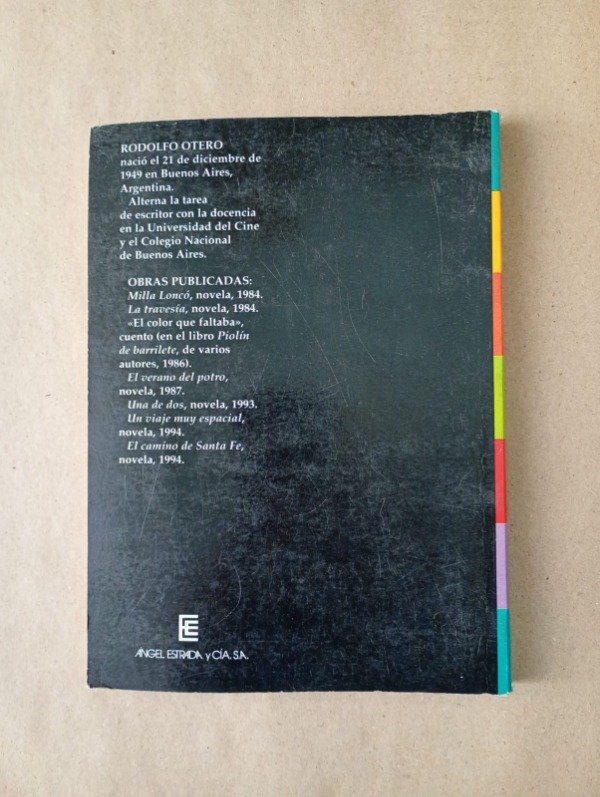 RODOLFO OTERO
nació el 21 de diciembre de
1949 en Buenos Aires,
Argentina.
Alterna la tarea
de escritor con la docencia
en la Universidad del Cine
y el Colegio Nacional
de Buenos Aires.
OBRAS PUBLICADAS:
Milla Loncó, novela, 1984.
La travesía, novela, 1984.
«El color que faltaba»,
cuento (en el libro Piolín
de barrilete, de varios
autores, 1986).
El verano del potro,
novela, 1987.
Una de dos, novela, 1993.
Un viaje muy espacial,
novela, 1994.
El camino de Santa Fe,
novela, 1994.
E
ÁNGEL ESTRADA y CÍA. S.A.